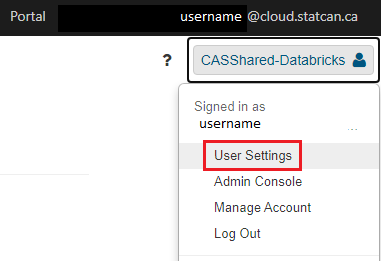 Portal username @cloud.statcan.ca
? CASShared-Databricks
Signed in as
username ...
User Settings
Admin Console
Manage Account
Log Out